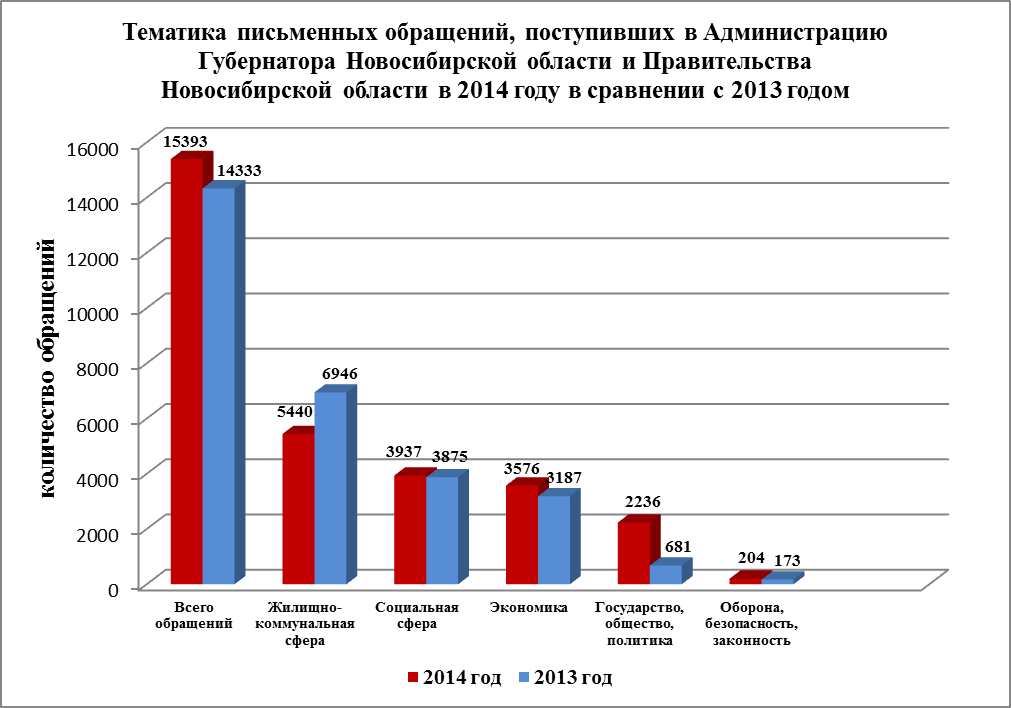 Тематика письменных обращений, поступивших в Администрацию
Губернатора Новосибирской области и Правительства
Новосибирской области в 2014 году в сравнении с 2013 годом
количество обращений
16000
14000
12000
10000
8000
6000
4000
2000
0
15393
14333
5440
6946
3937
3875
3576
3187
2236
681
204
173
Всего
обращений
Жилищно-
коммунальная
сфера
Социальная
сфера
Экономика
Государство,
общество,
политика
Оборона,
безопасность,
законность
2014 год
2013 год